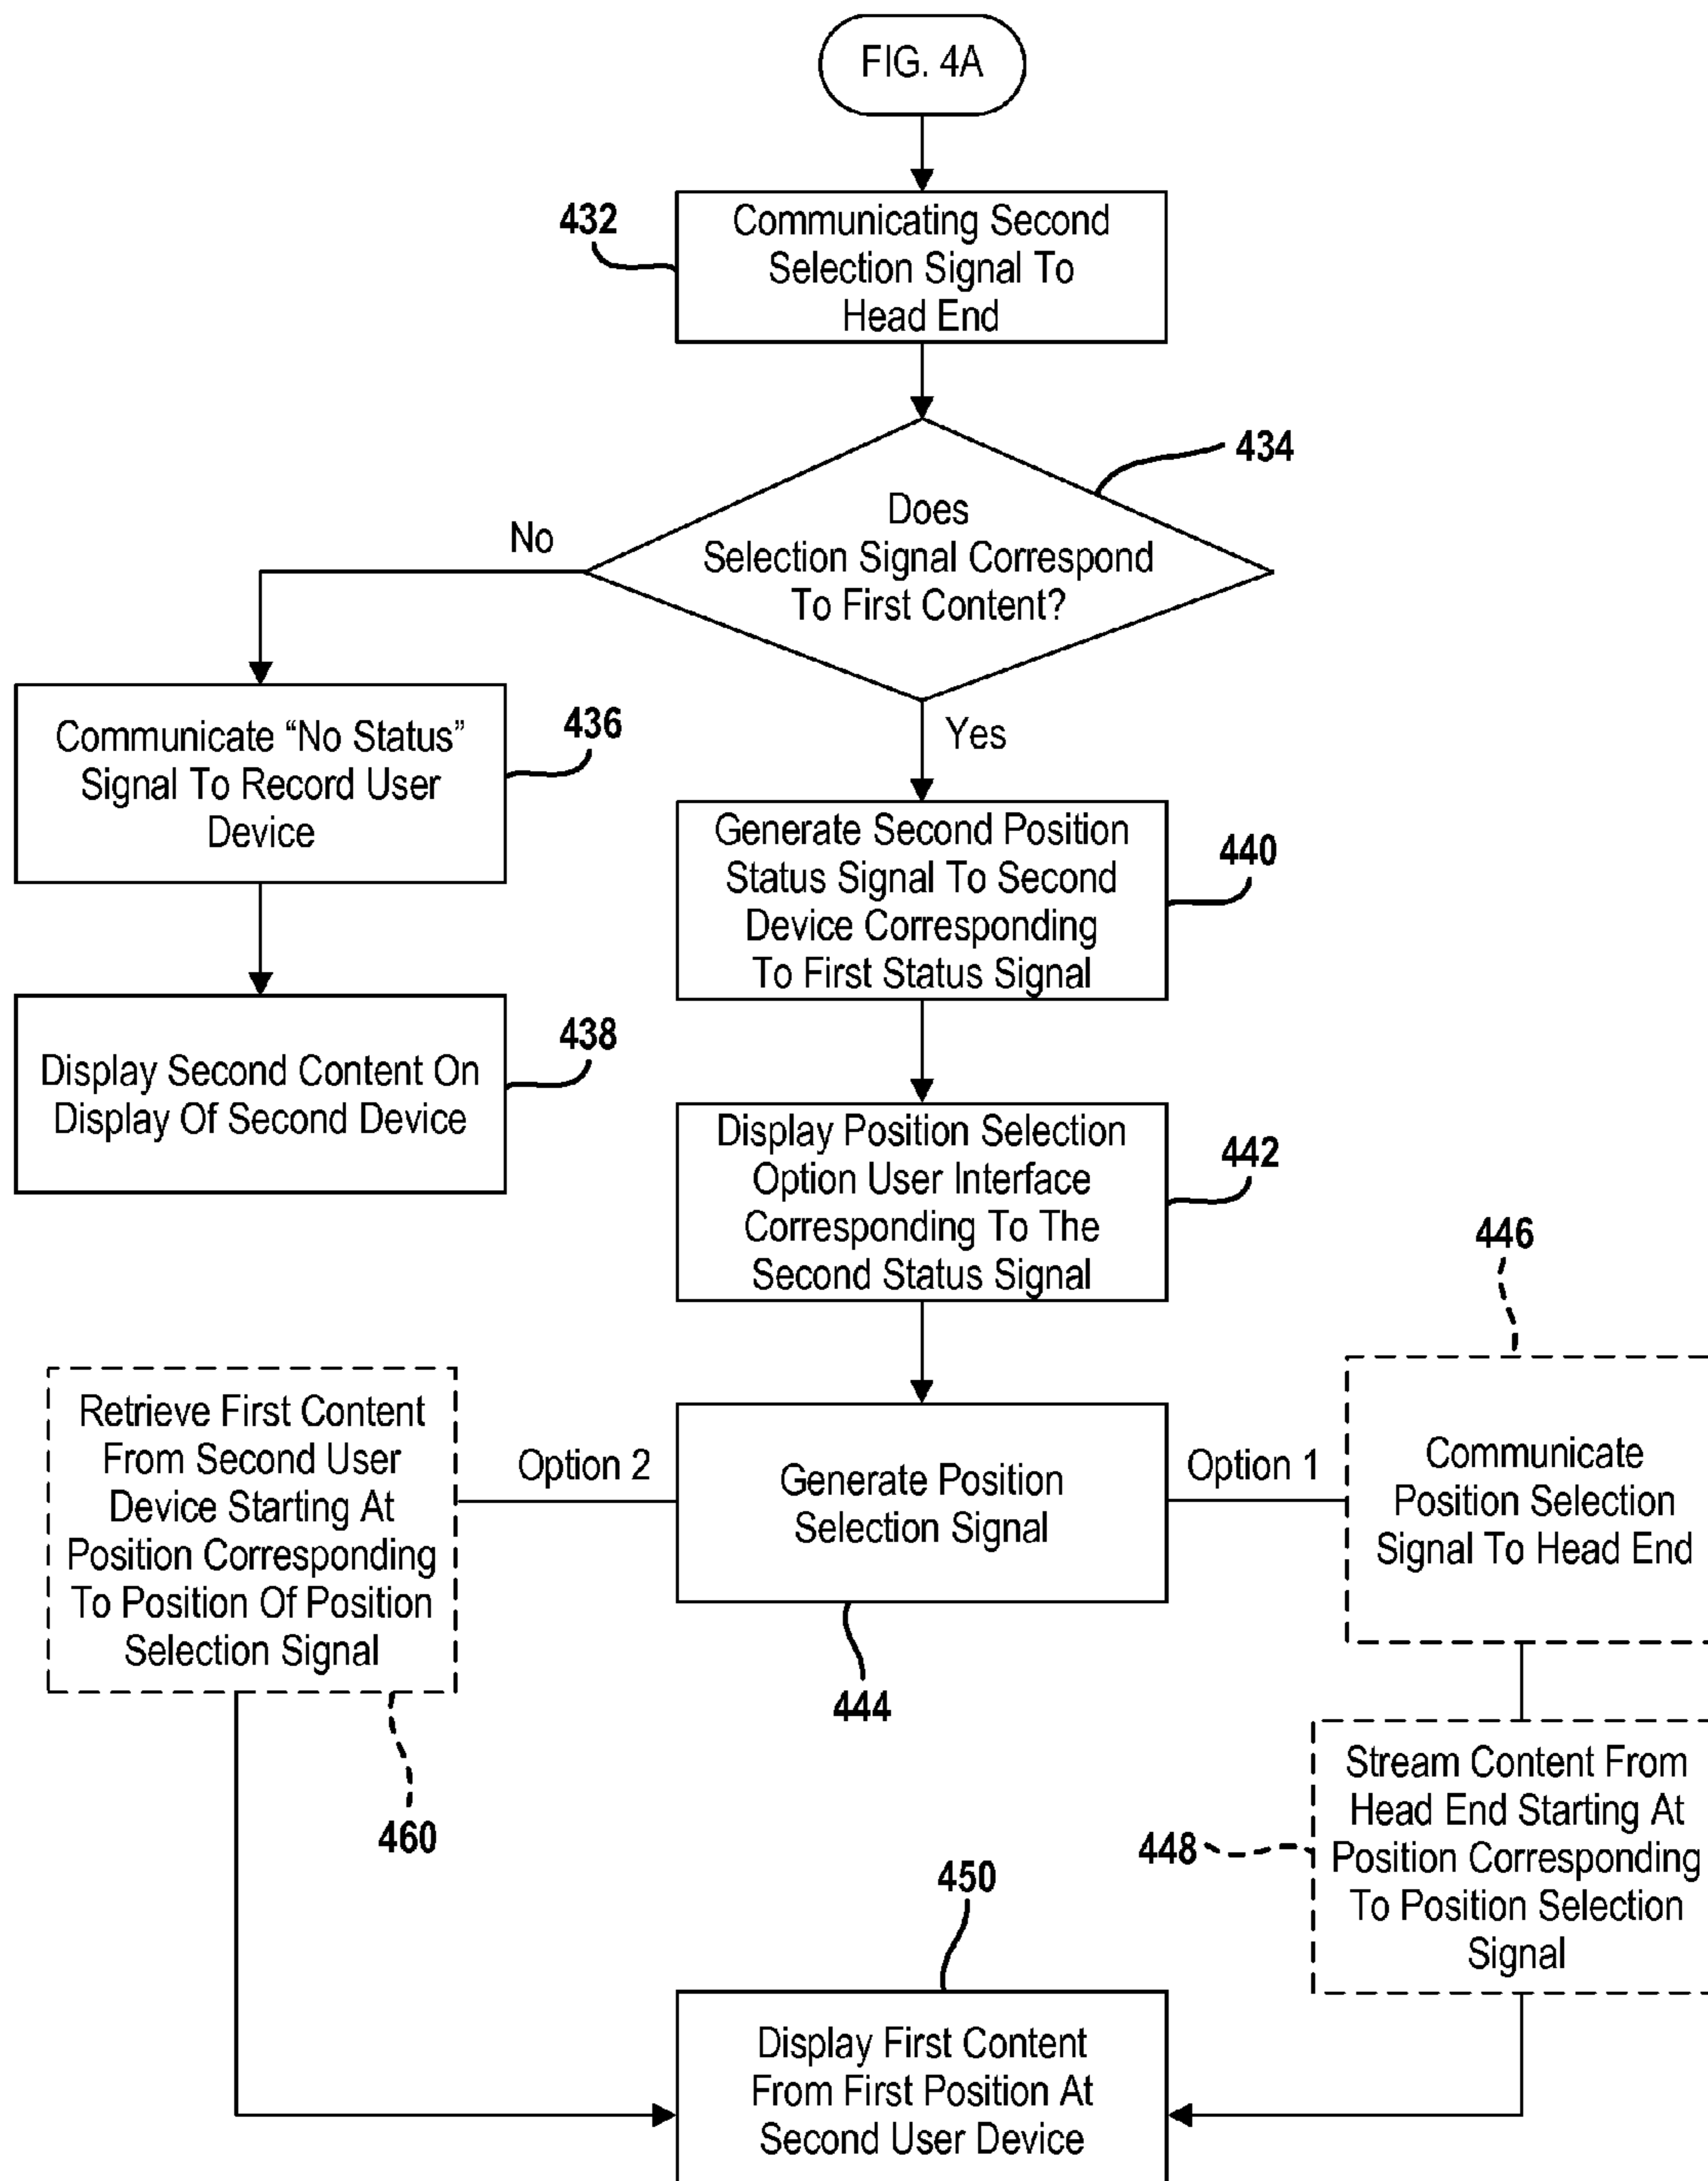 FIG. 4A
432
Communicating Second
Selection Signal To
Head End
434
Does
Selection Signal Correspond
To First Content?
No
Yes
Communicate “No Status”
Signal To Record User
Device
436
Display Second Content On
Display Of Second Device
438
Generate Second Position
Status Signal To Second
Device Corresponding
To First Status Signal
440
Display Position Selection
Option User Interface
Corresponding To The
Second Status Signal
442
446
Retrieve First Content
From Second User
Device Starting At
Position Corresponding
To Position Of Position
Selection Signal
460
Option 2
Generate Position
Selection Signal
444
Option 1
Communicate
Position Selection
Signal To Head End
448
Stream Content From
Head End Starting At
Position Corresponding
To Position Selection
Signal
450
Display First Content
From First Position At
Second User Device